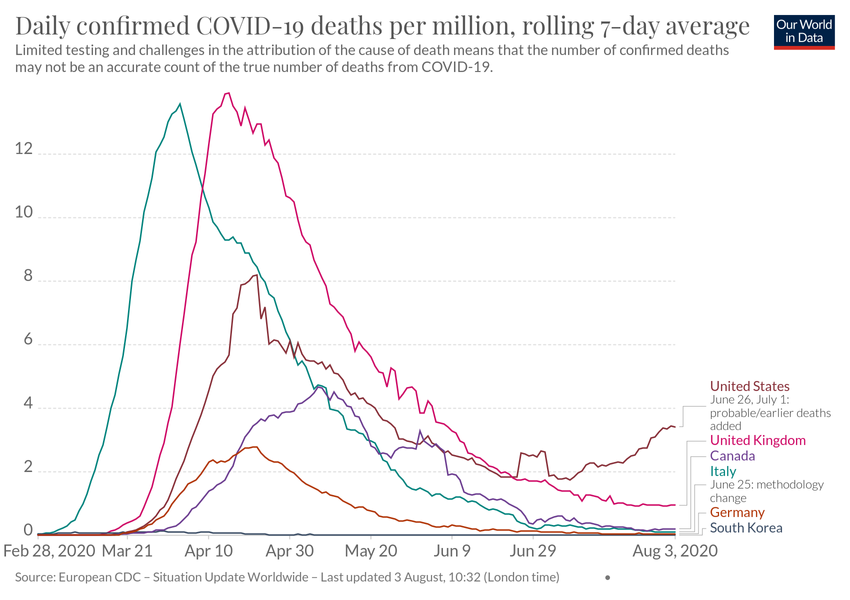 Daily confirmed COVID-19 deaths per million, rolling 7-day average
Our World
in Data
Limited testing and challenges in the attribution of the cause of death means that the number of confirmed deaths
may not be an accurate count of the true number of deaths from COVID-19.
12
10
8
6
4
2
0
United States
June 26, July 1:
probable/earlier deaths
added
United Kingdom
Canada
Italy
June 25: methodology
change
Germany
South Korea
Feb 28, 2020 Mar 21 Apr 10 Apr 30 May 20 Jun 9 Jun 29 Aug 3, 2020
Source: European CDC – Situation Update Worldwide – Last updated 3 August, 10:32 (London time) •